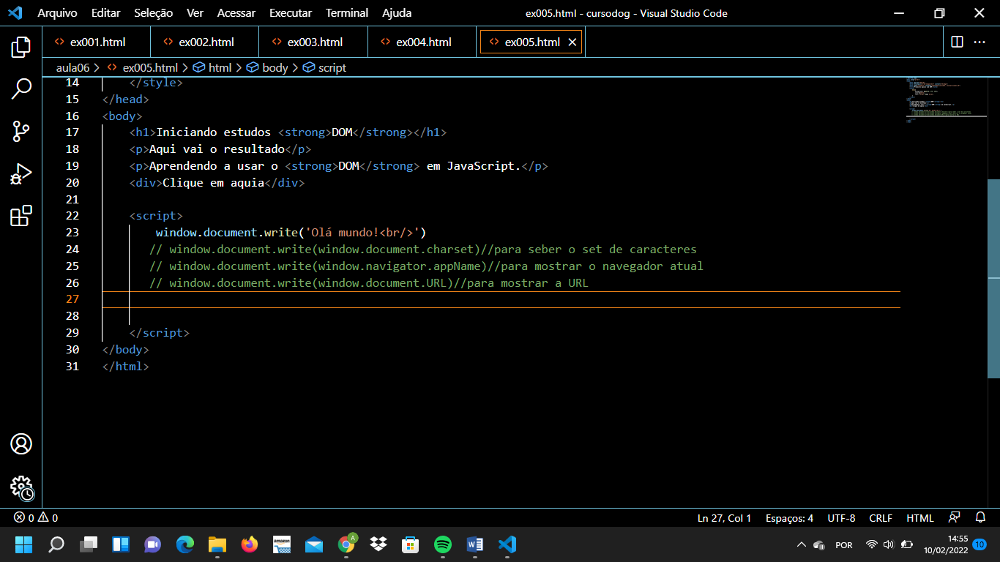 Arquivo Editar Seleção Ver Acessar Executar Terminal Ajuda ex005.html - cursodog - Visual Studio Code
ex001.html ex002.html ex003.html ex004.html ex005.html
aula06 > ex005.html > html > body > script
14 </style>
15 </head>
16 <body>
17 <h1>Iniciando estudos <strong>DOM</strong></h1>
18 <p>Aqui vai o resultado</p>
19 <p>Aprendendo a usar o <strong>DOM</strong> em JavaScript.</p>
20 <div>Clique em aquia</div>
21
22 <script>
23 window.document.write('Olá mundo!<br/>')
24 // window.document.write(window.document.charset)//para seber o set de caracteres
25 // window.document.write(window.navigator.appName)//para mostrar o navegador atual
26 // window.document.write(window.document.URL)//para mostrar a URL
27
28
29 </script>
30 </body>
31 </html>
0 0 Ln 27, Col 1 Espaços: 4 UTF-8 CRLF HTML
amazon A W POR 14:55
10/02/2022 10